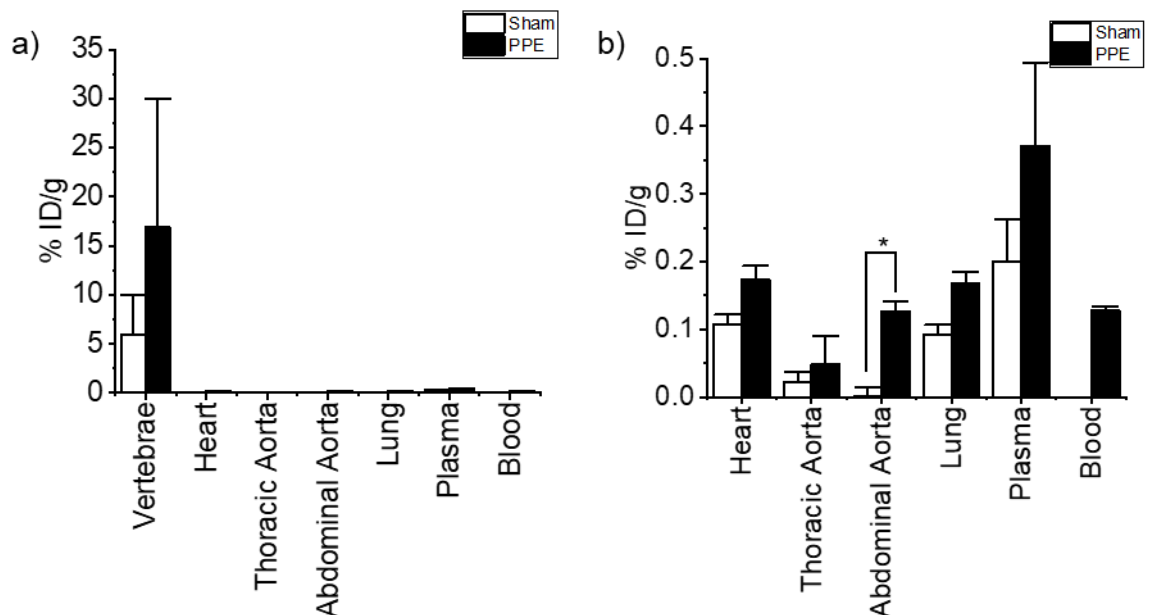 a)
Sham
PPE
35
30
25
20
15
10
5
0
% ID/g
Vertebrae
Heart
Thoracic Aorta
Abdominal Aorta
Lung
Plasma
Blood
b)
Sham
PPE
0.5
0.4
0.3
0.2
0.1
0.0
% ID/g
*
Heart
Thoracic Aorta
Abdominal Aorta
Lung
Plasma
Blood